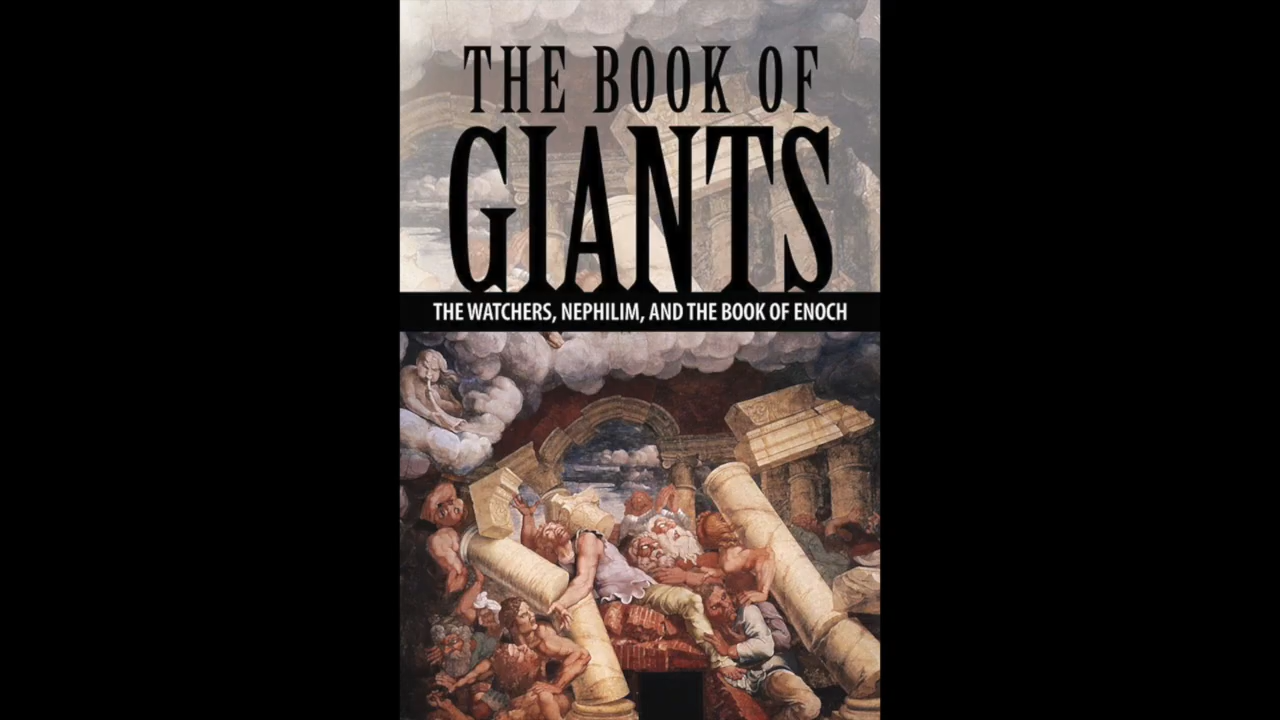 THE BOOK OF
GIANTS
THE WATCHERS, NEPHILIM, AND THE BOOK OF ENOCH